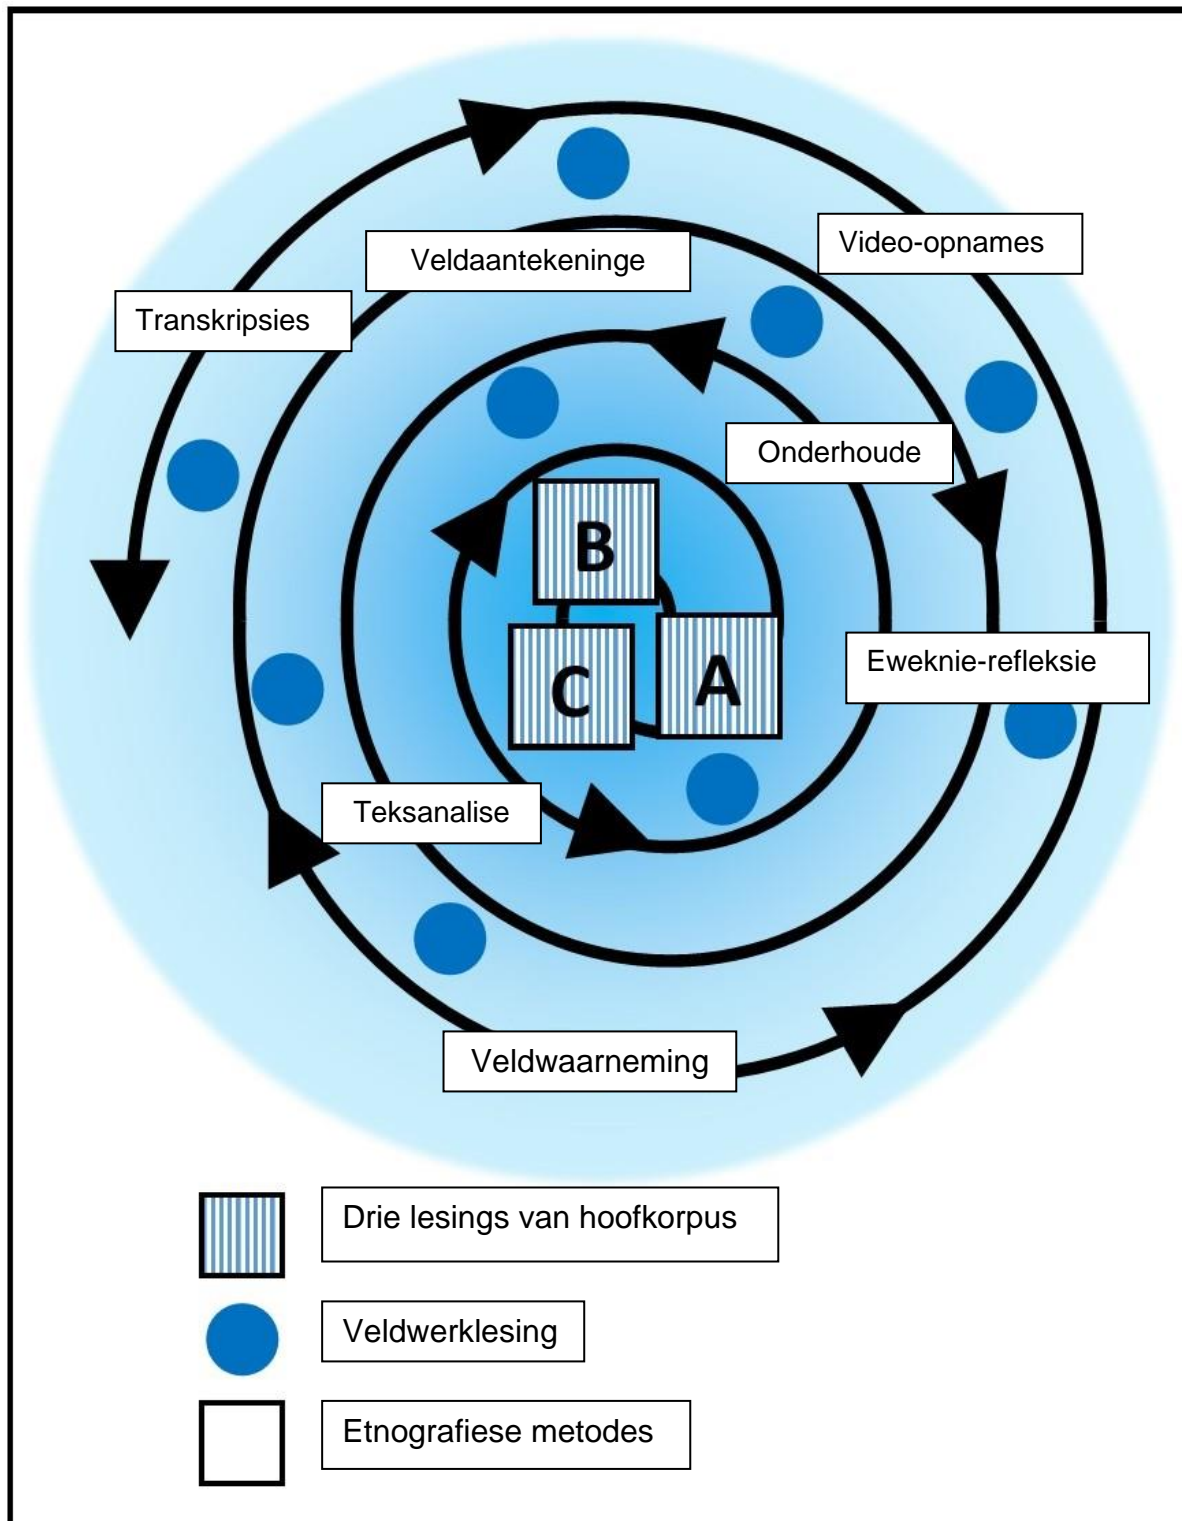 Video-opnames
Veldaantekeninge
Transkripsies
Onderhoude
B
Eweknie-refleksie
C
A
Teksanalise
Veldwaarneming
Drie lesings van hoofkorpus
Veldwerklesing
Etnografiese metodes